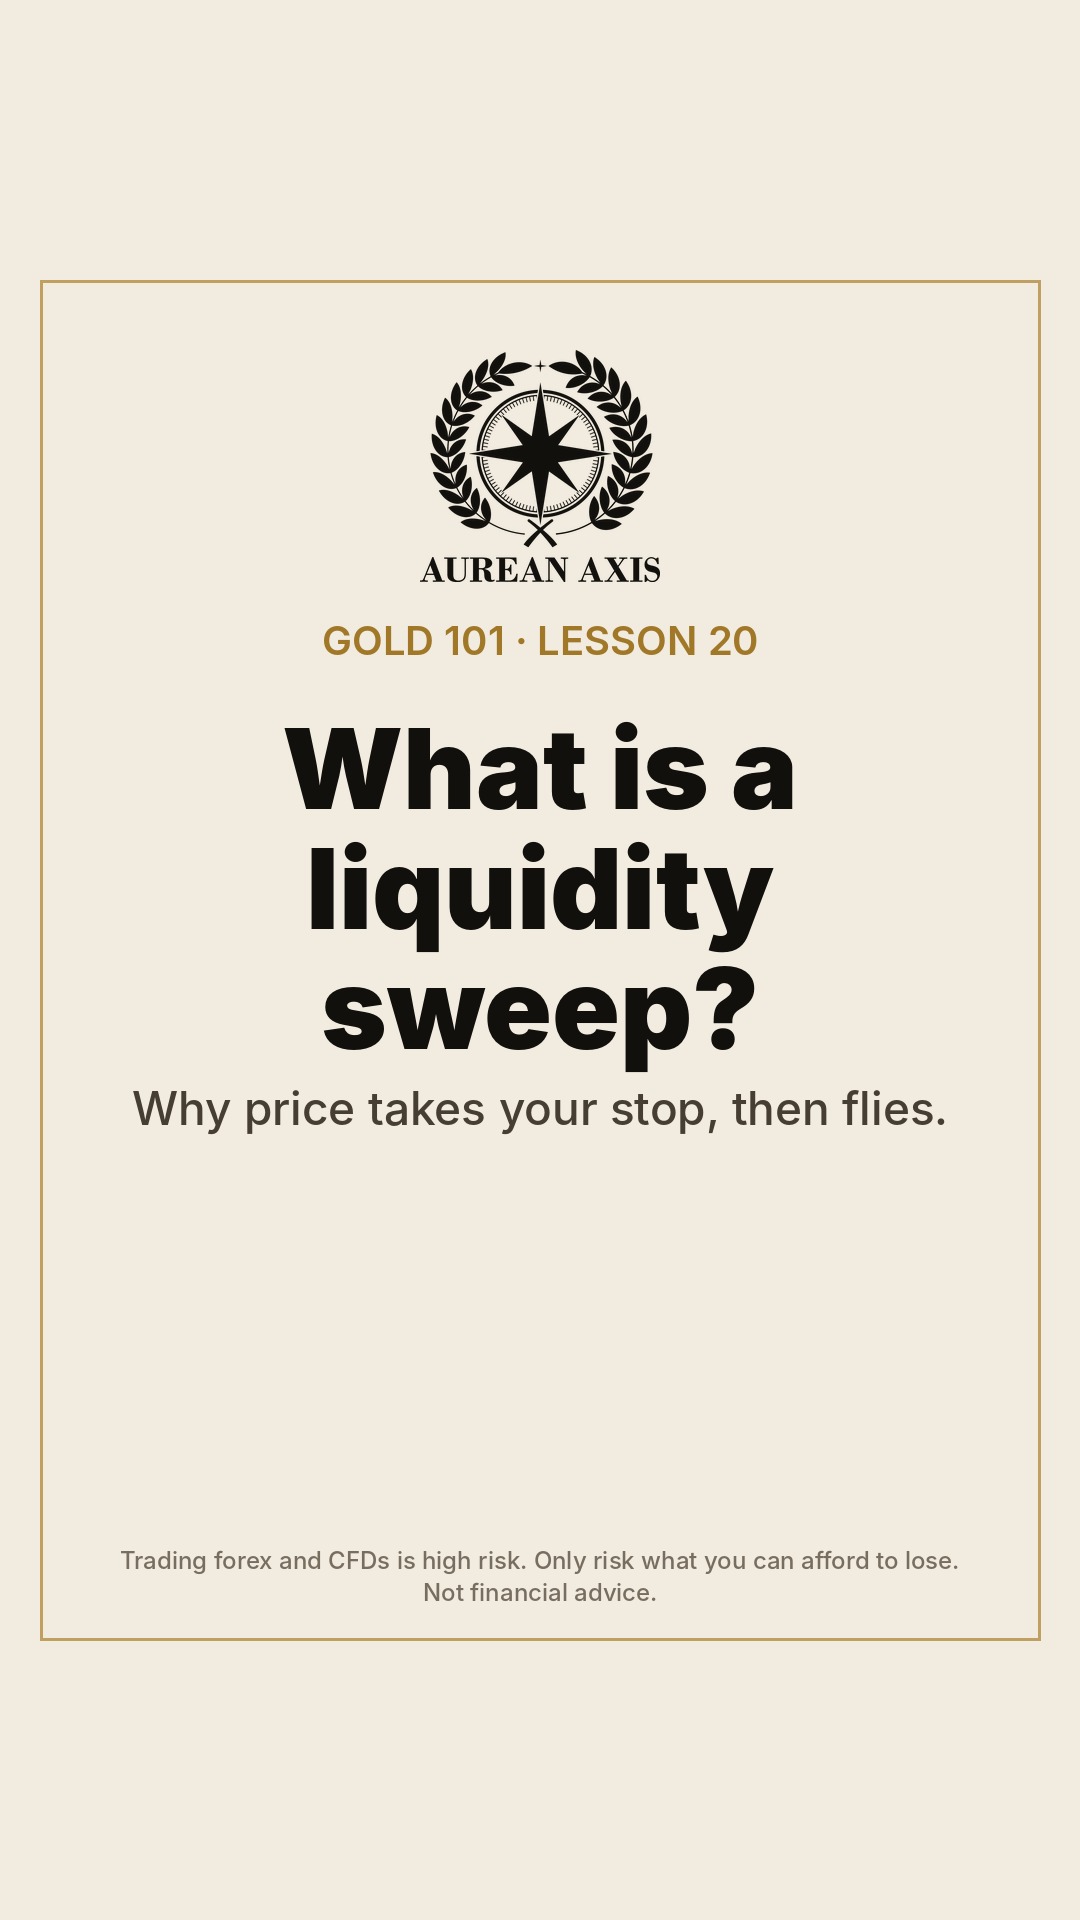 AUREAN AXIS
GOLD 101 · LESSON 20
What is a
liquidity
sweep?
Why price takes your stop, then flies.
Trading forex and CFDs is high risk. Only risk what you can afford to lose.
Not financial advice.